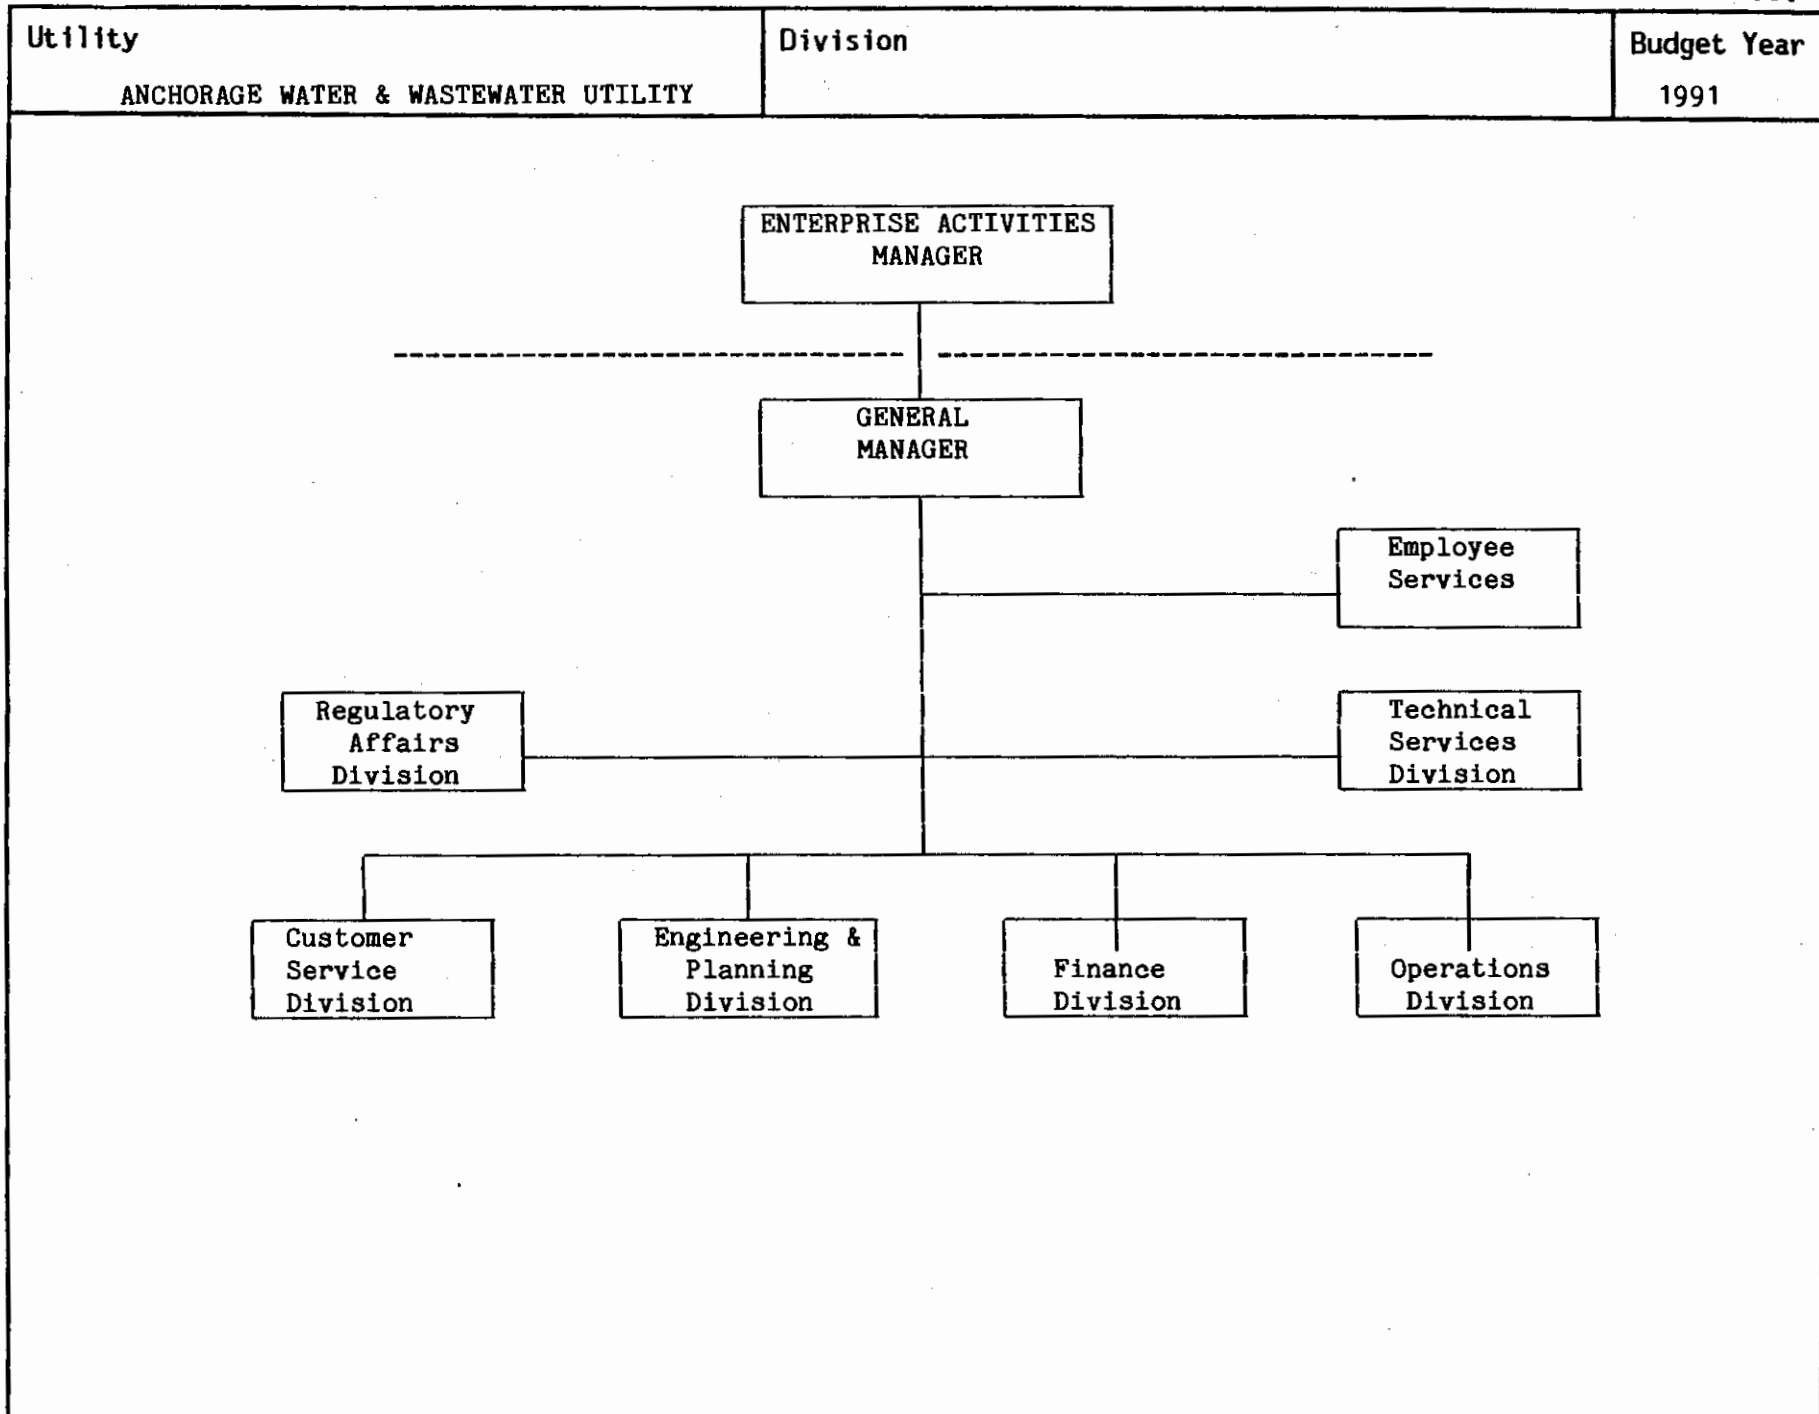 Utility
Division
Budget Year
ANCHORAGE WATER & WASTEWATER UTILITY
1991
ENTERPRISE ACTIVITIES
MANAGER
GENERAL
MANAGER
Employee
Services
Regulatory
Affairs
Division
Technical
Services
Division
Customer
Service
Division
Engineering &
Planning
Division
Finance
Division
Operations
Division